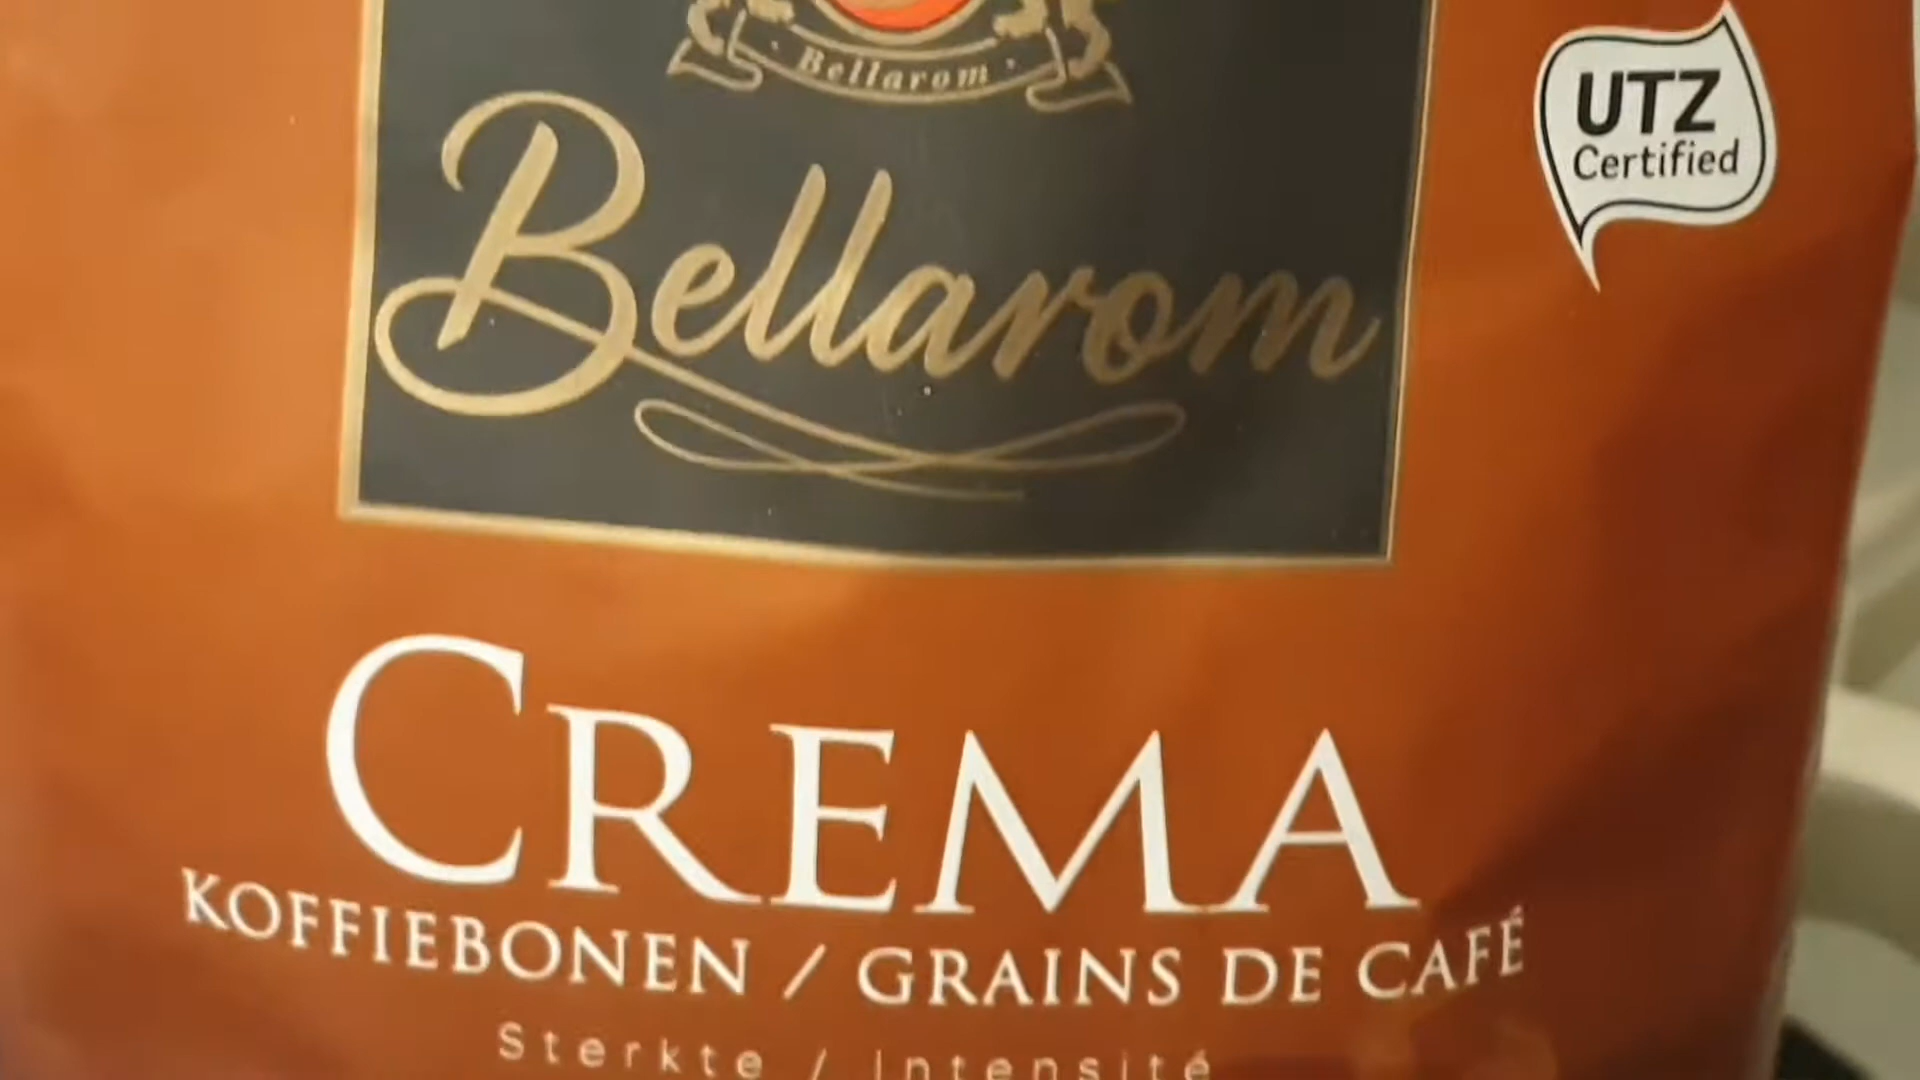 Bellarom
UTZ
Certified
Bellarom
CREMA
KOFFIEBONEN / GRAINS DE CAFÉ
Sterkte / Intensité